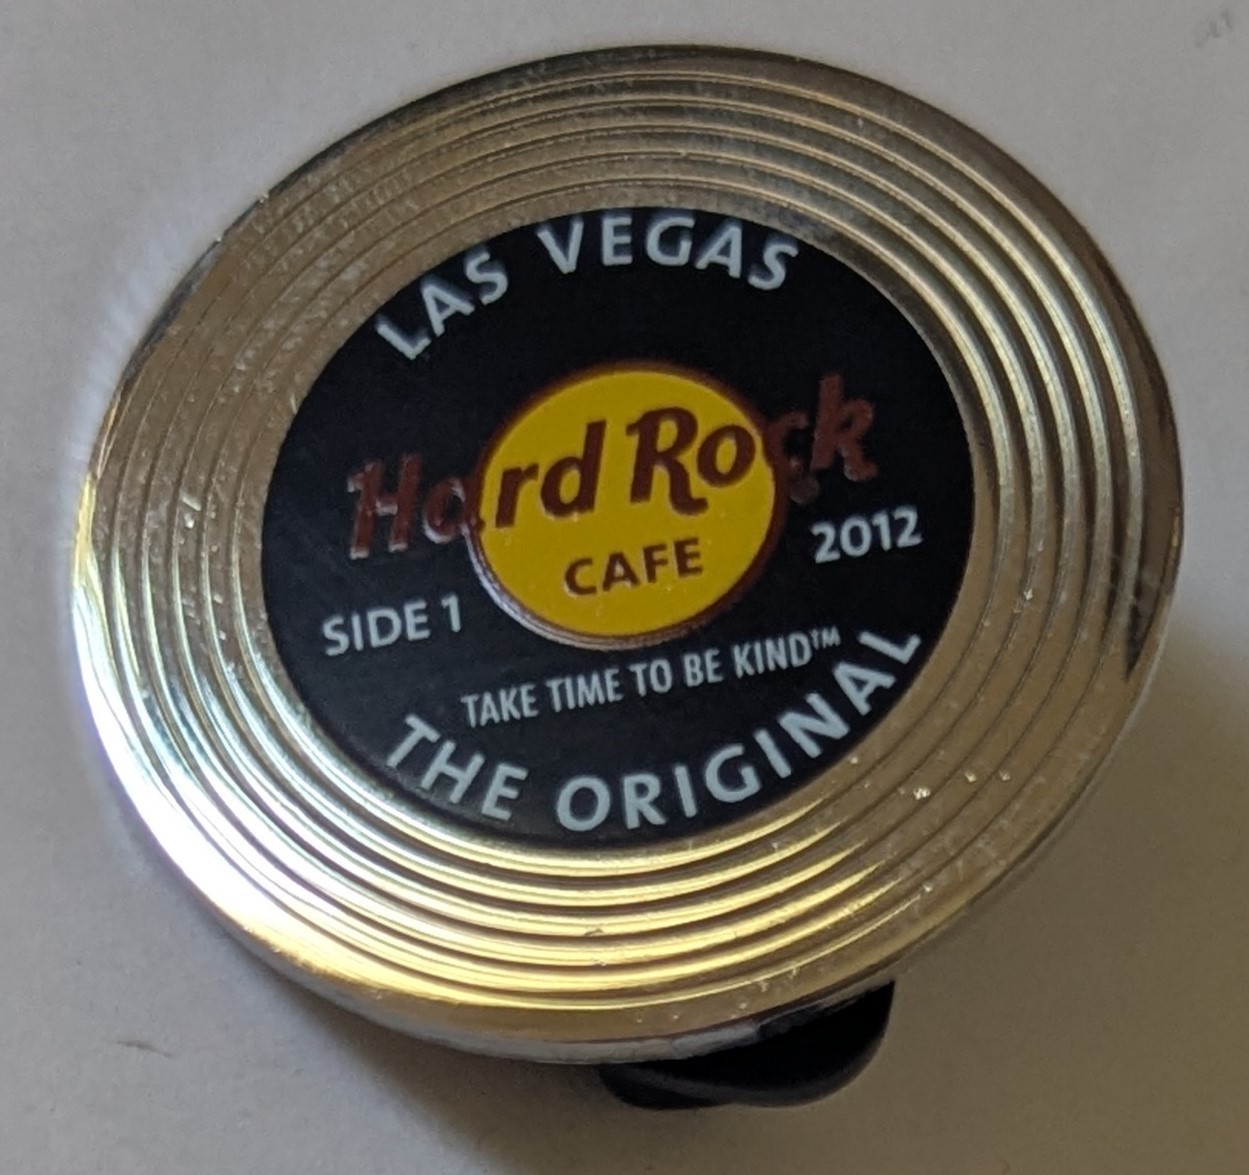 LAS VEGAS
Hard Rock
CAFE
2012
SIDE 1
TAKE TIME TO BE KIND™
THE ORIGINAL